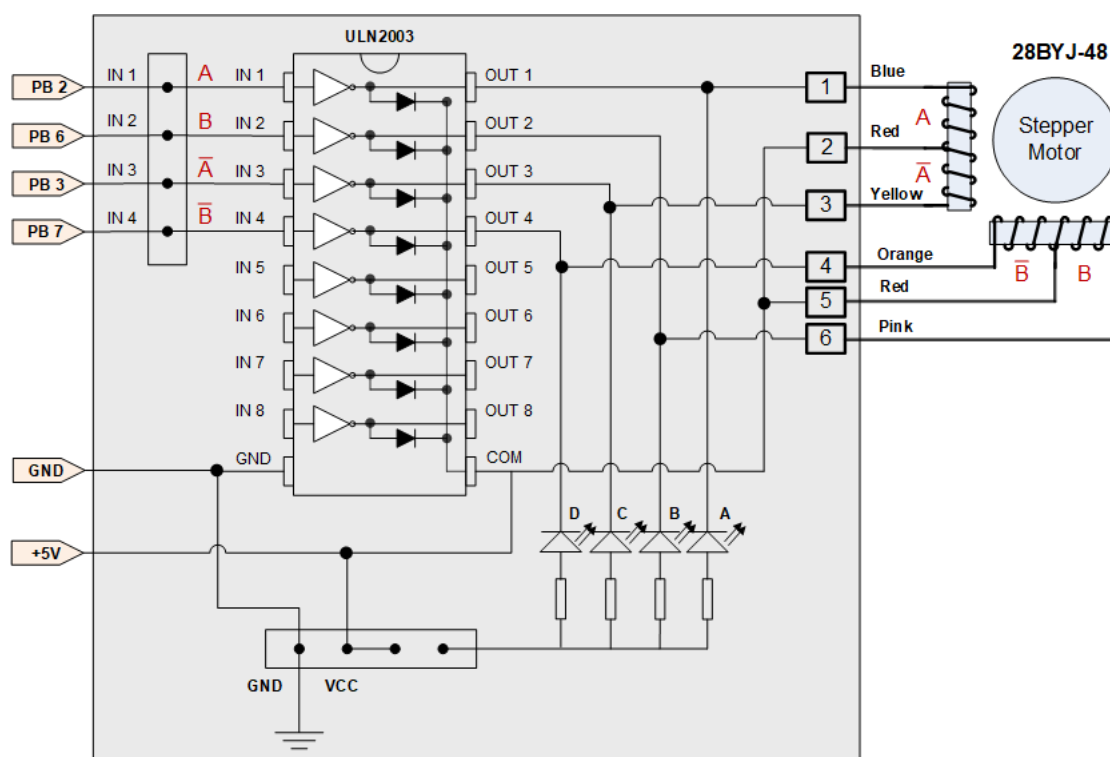 ULN2003
28BYJ-48
PB 2 IN 1 A IN 1 OUT 1 1 Blue
PB 6 IN 2 B IN 2 OUT 2 A
PB 3 IN 3 A̅ IN 3 OUT 3 2 Red
PB 7 IN 4 B̅ IN 4 OUT 4 A̅
3 Yellow
Stepper
Motor
IN 5 OUT 5 4 Orange
B̅ B
IN 6 OUT 6 5 Red
IN 7 OUT 7 6 Pink
IN 8 OUT 8
GND GND COM
D C B A
+5V
GND VCC